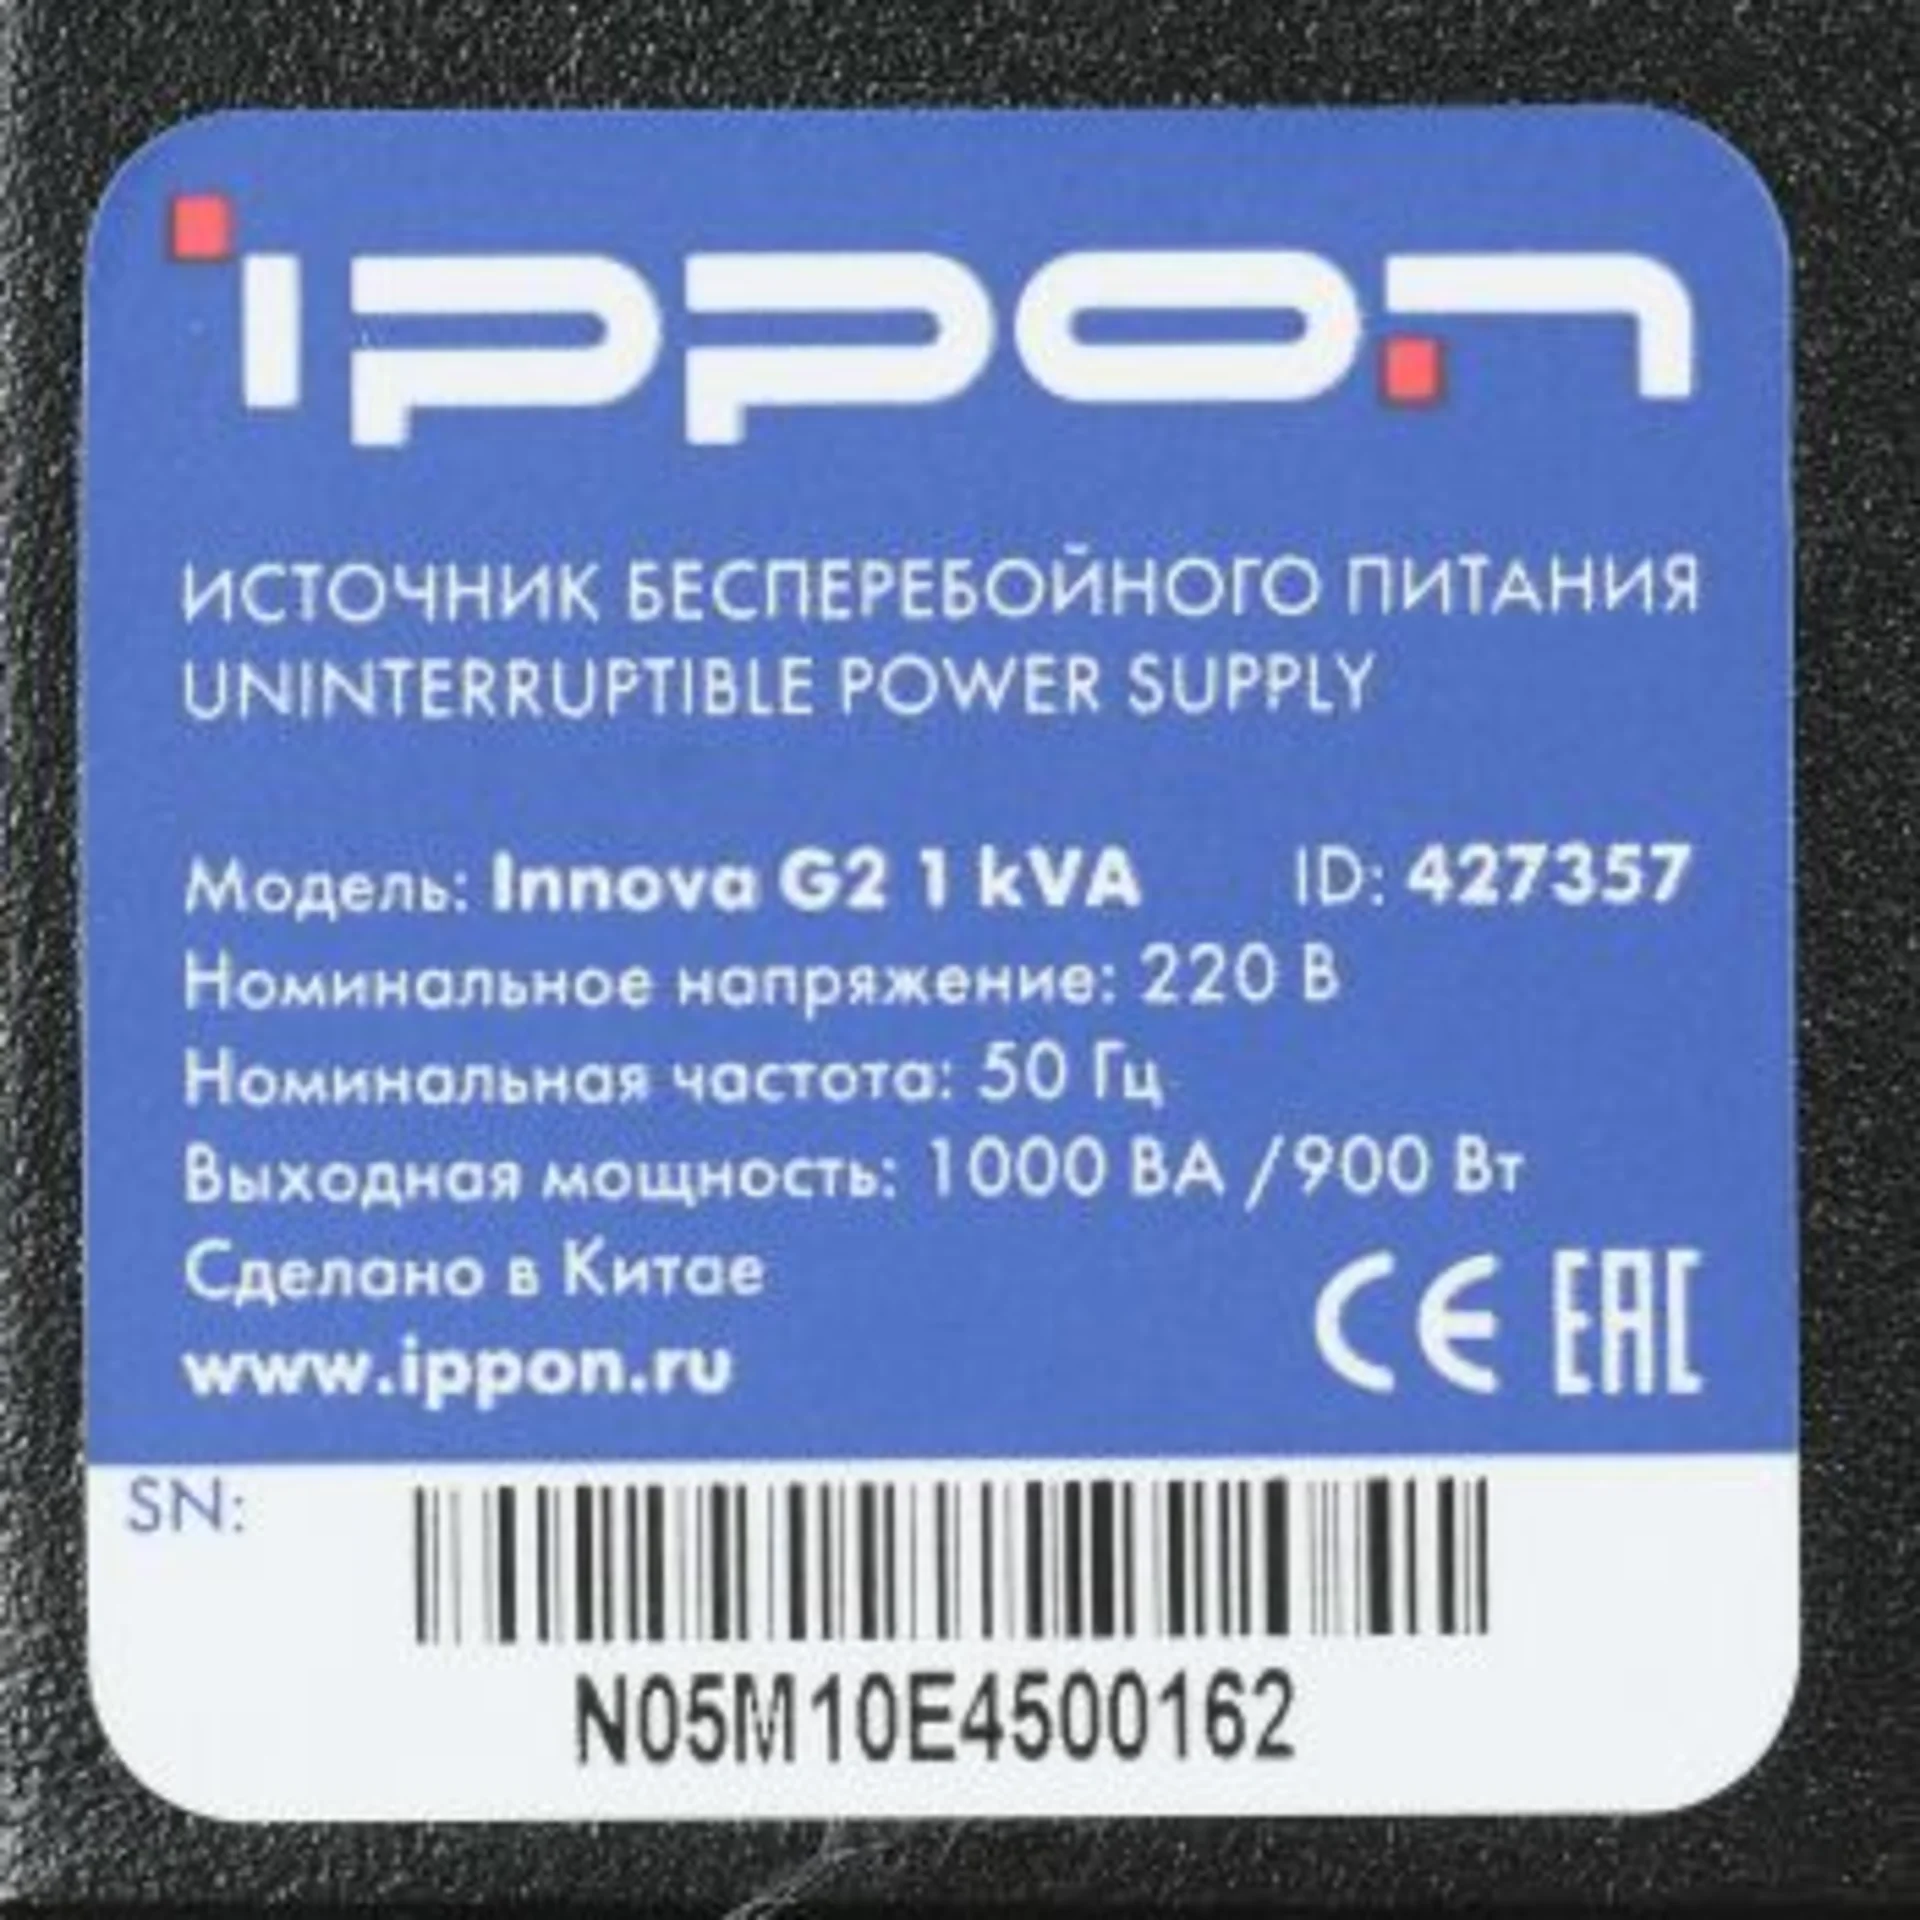 ippon
ИСТОЧНИК БЕСПЕРЕБОЙНОГО ПИТАНИЯ
UNINTERRUPTIBLE POWER SUPPLY
Модель: Innova G2 1 kVA ID: 427357
Номинальное напряжение: 220 В
Номинальная частота: 50 Гц
Выходная мощность: 1000 ВА /900 Вт
Сделано в Китае
www.ippon.ru
CE EAC
SN:
N05M10E4500162